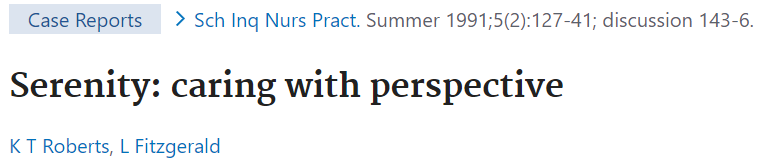 Case Reports > Sch Inq Nurs Pract. Summer 1991;5(2):127-41; discussion 143-6.
Serenity: caring with perspective
K T Roberts, L Fitzgerald